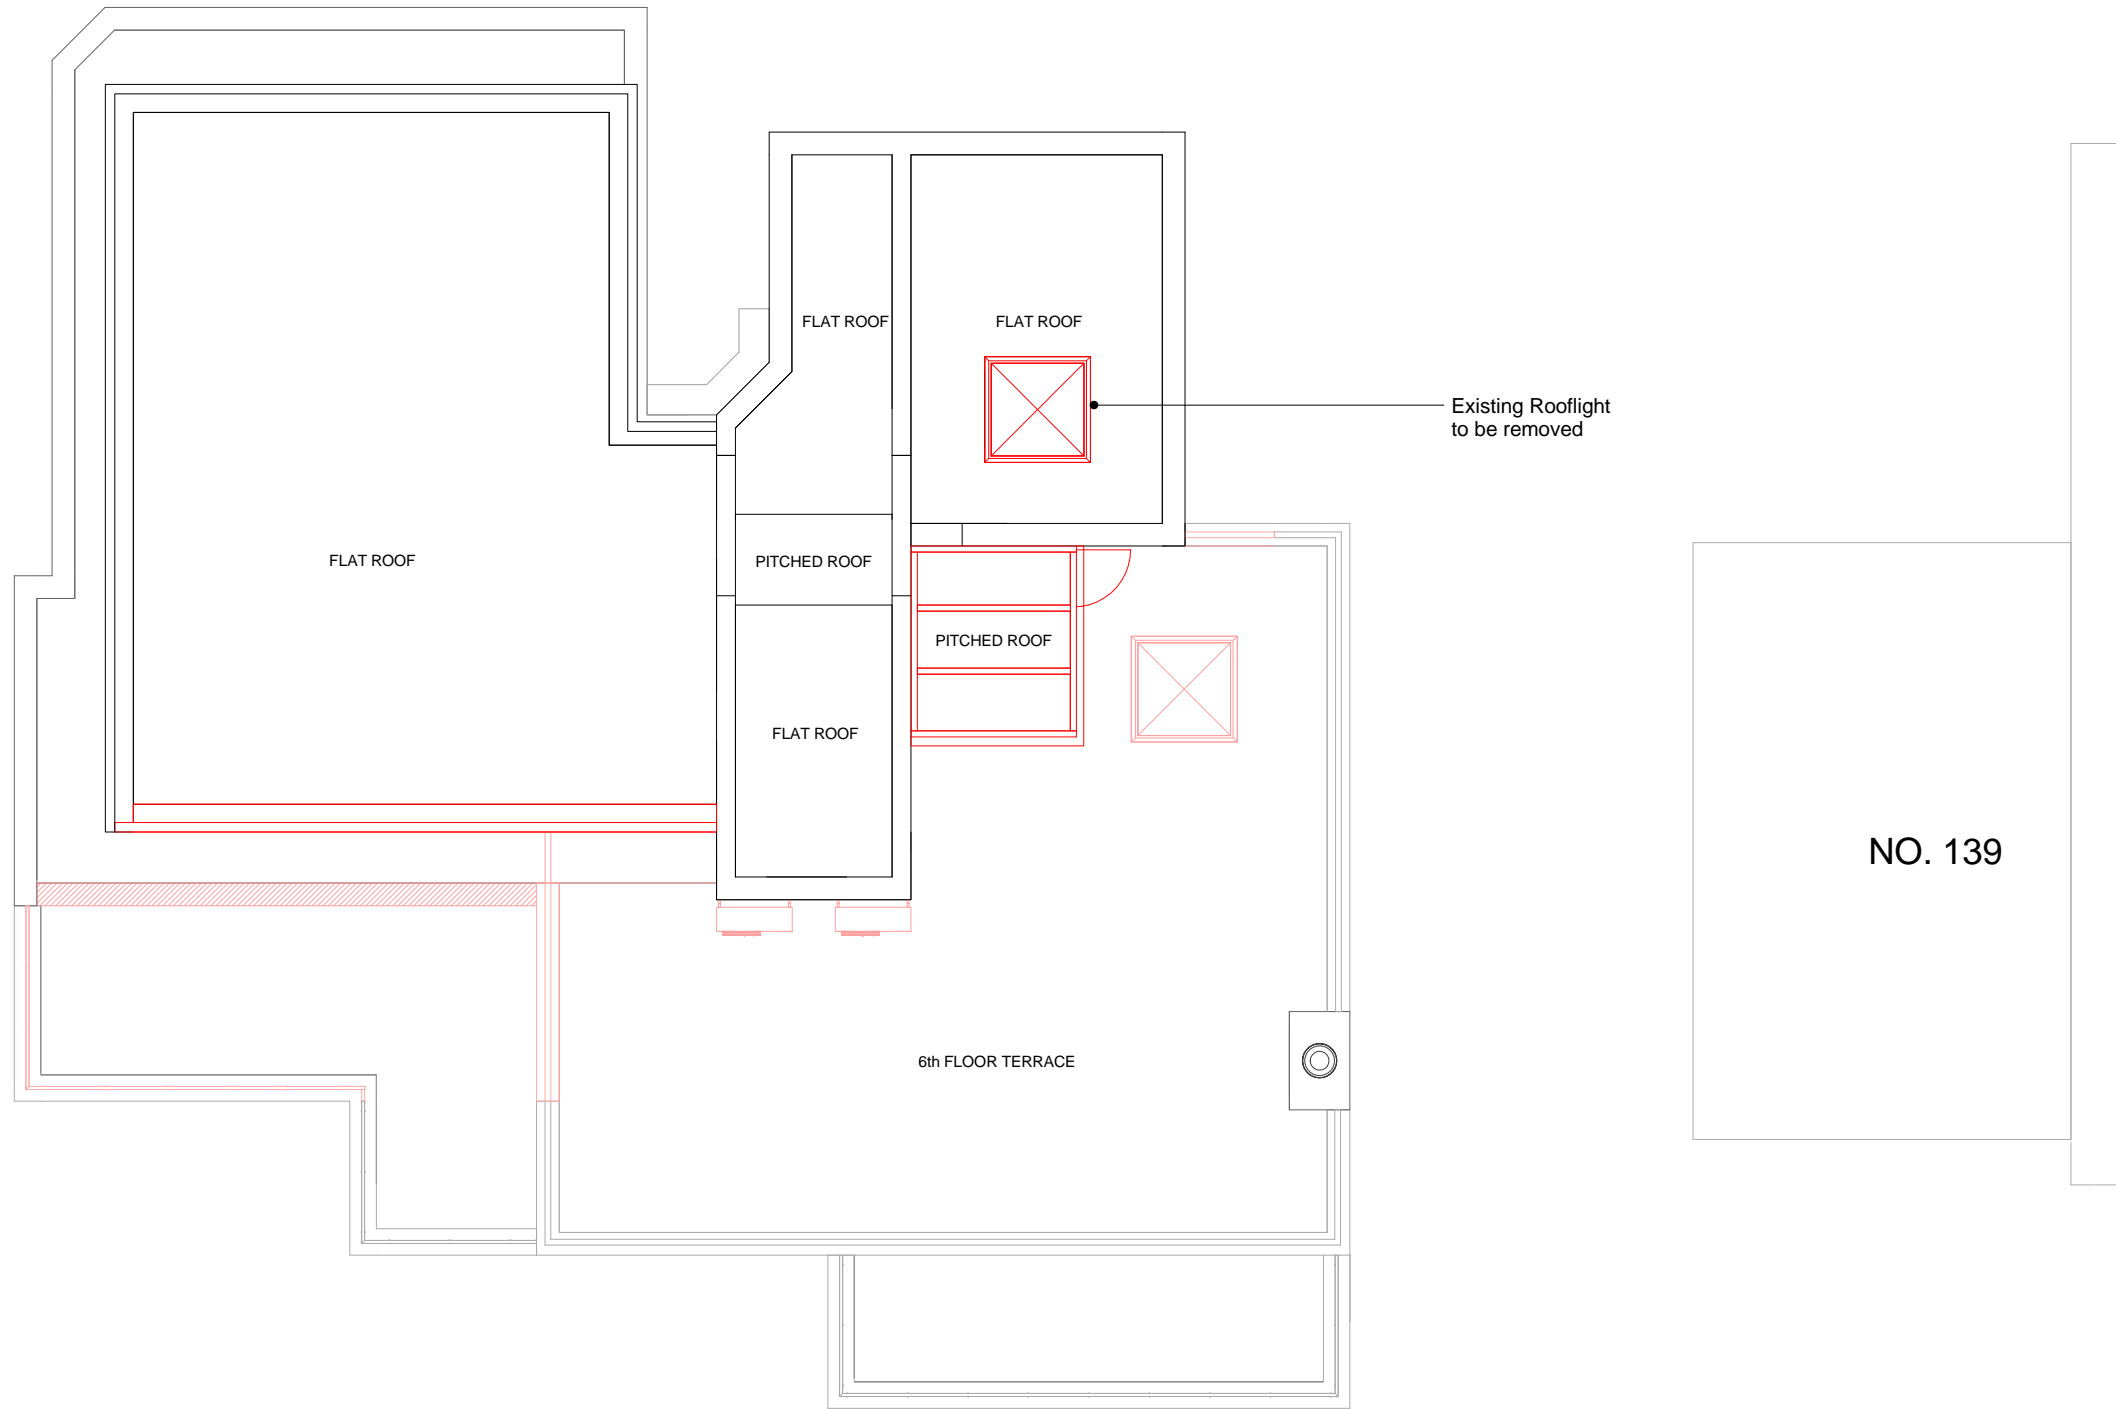 FLAT ROOF
FLAT ROOF
Existing Rooflight
to be removed
FLAT ROOF
PITCHED ROOF
PITCHED ROOF
FLAT ROOF
NO. 139
6th FLOOR TERRACE